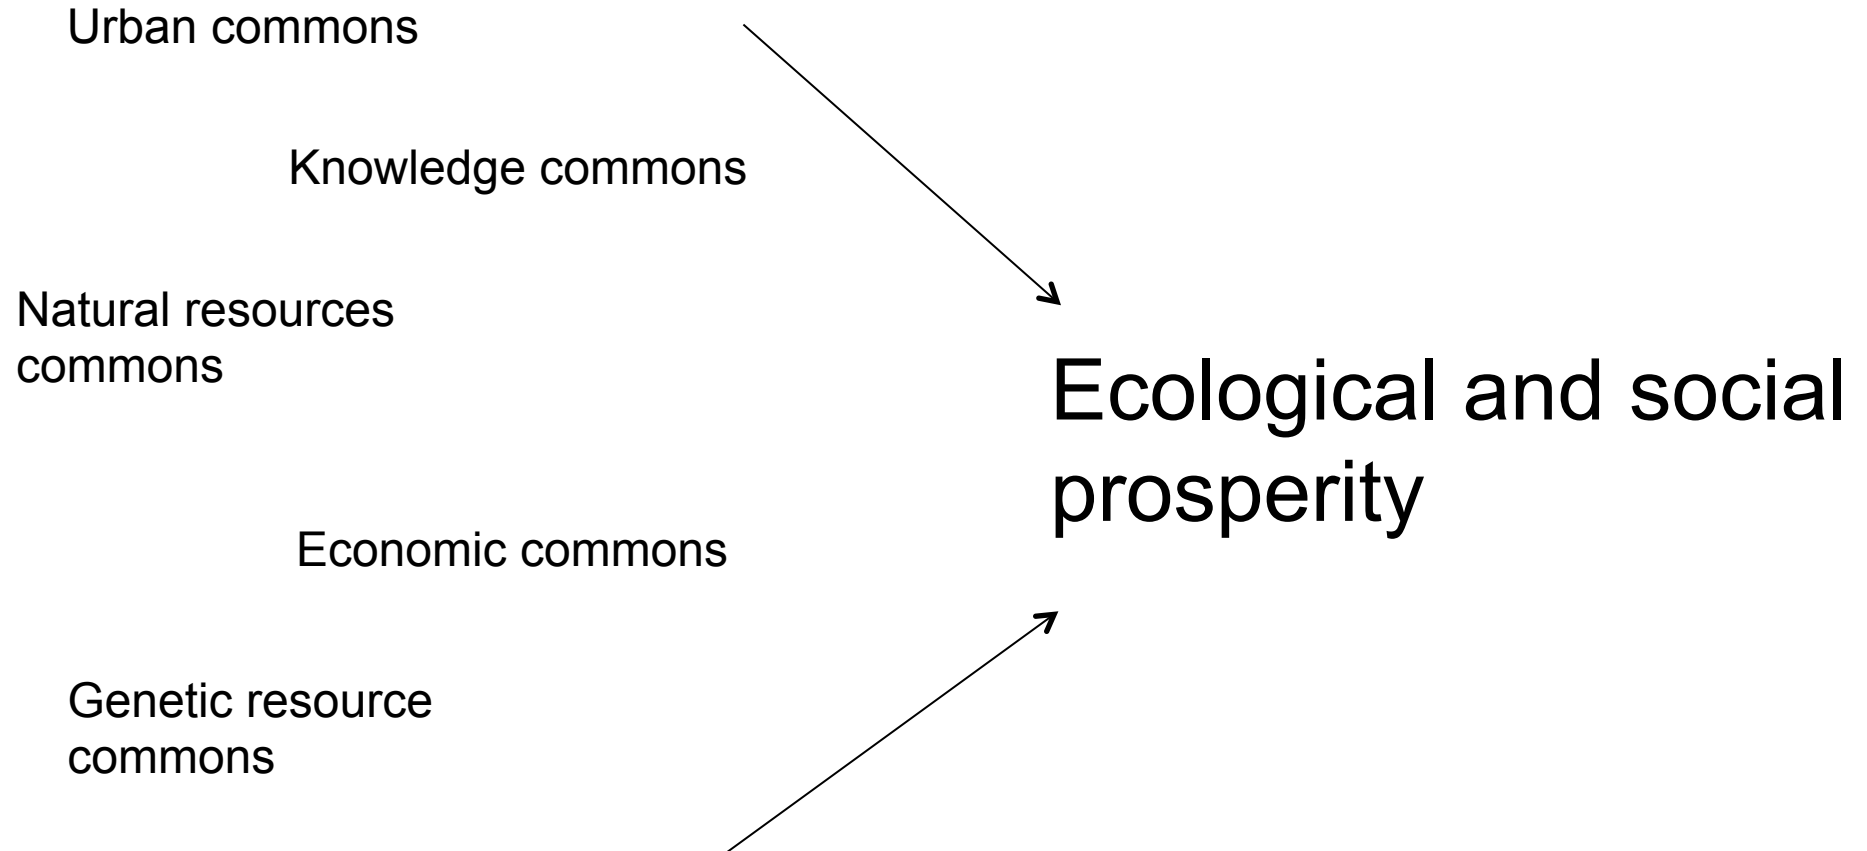 Urban commons
Knowledge commons
Natural resources
commons
Ecological and social
prosperity
Economic commons
Genetic resource
commons